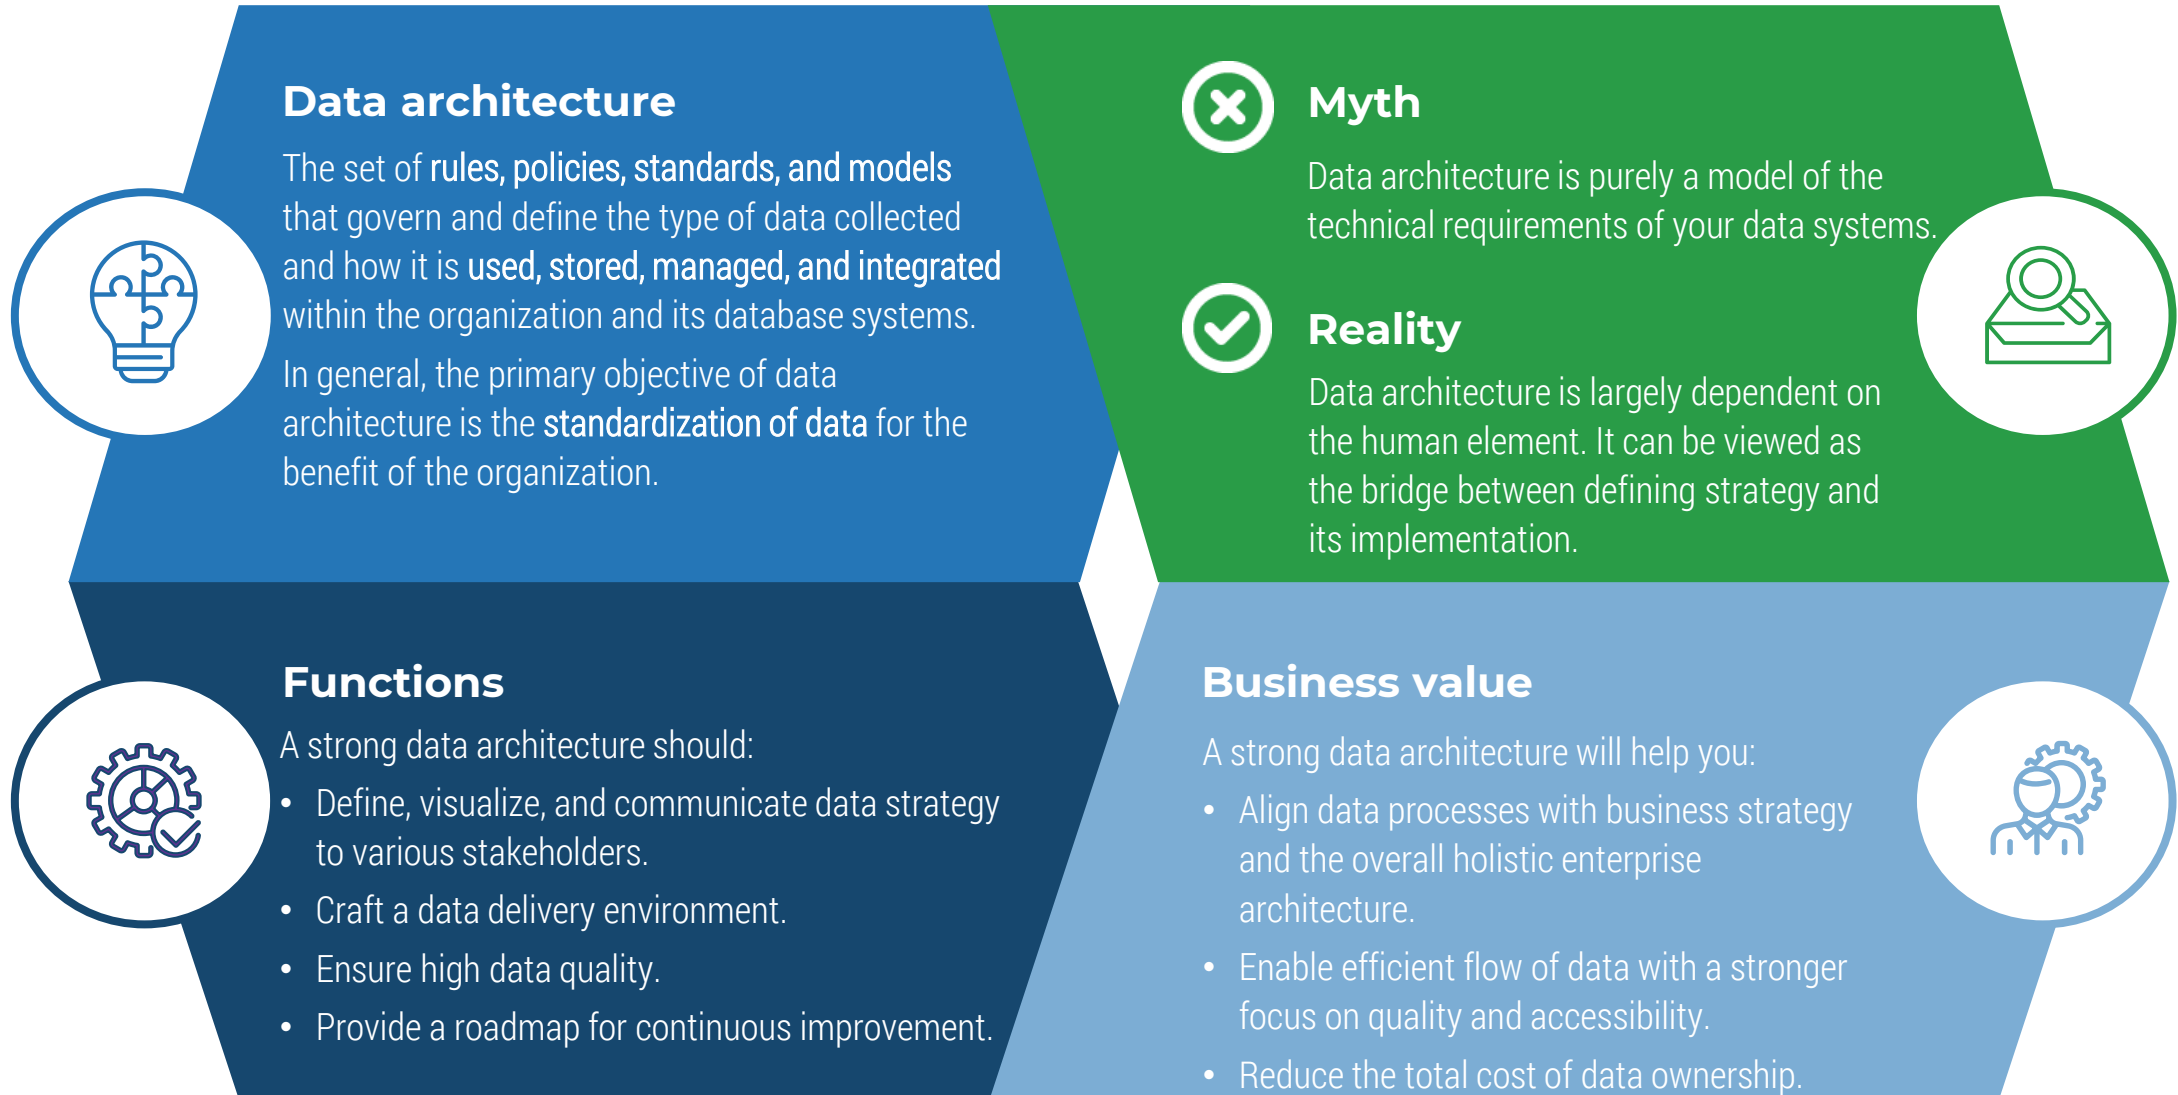 Data architecture
The set of rules, policies, standards, and models
that govern and define the type of data collected
and how it is used, stored, managed, and integrated
within the organization and its database systems.
In general, the primary objective of data
architecture is the standardization of data for the
benefit of the organization.
Myth
Data architecture is purely a model of the
technical requirements of your data systems.
Reality
Data architecture is largely dependent on
the human element. It can be viewed as
the bridge between defining strategy and
its implementation.
Functions
A strong data architecture should:
• Define, visualize, and communicate data strategy
to various stakeholders.
• Craft a data delivery environment.
• Ensure high data quality.
• Provide a roadmap for continuous improvement.
Business value
A strong data architecture will help you:
• Align data processes with business strategy
and the overall holistic enterprise
architecture.
• Enable efficient flow of data with a stronger
focus on quality and accessibility.
• Reduce the total cost of data ownership.